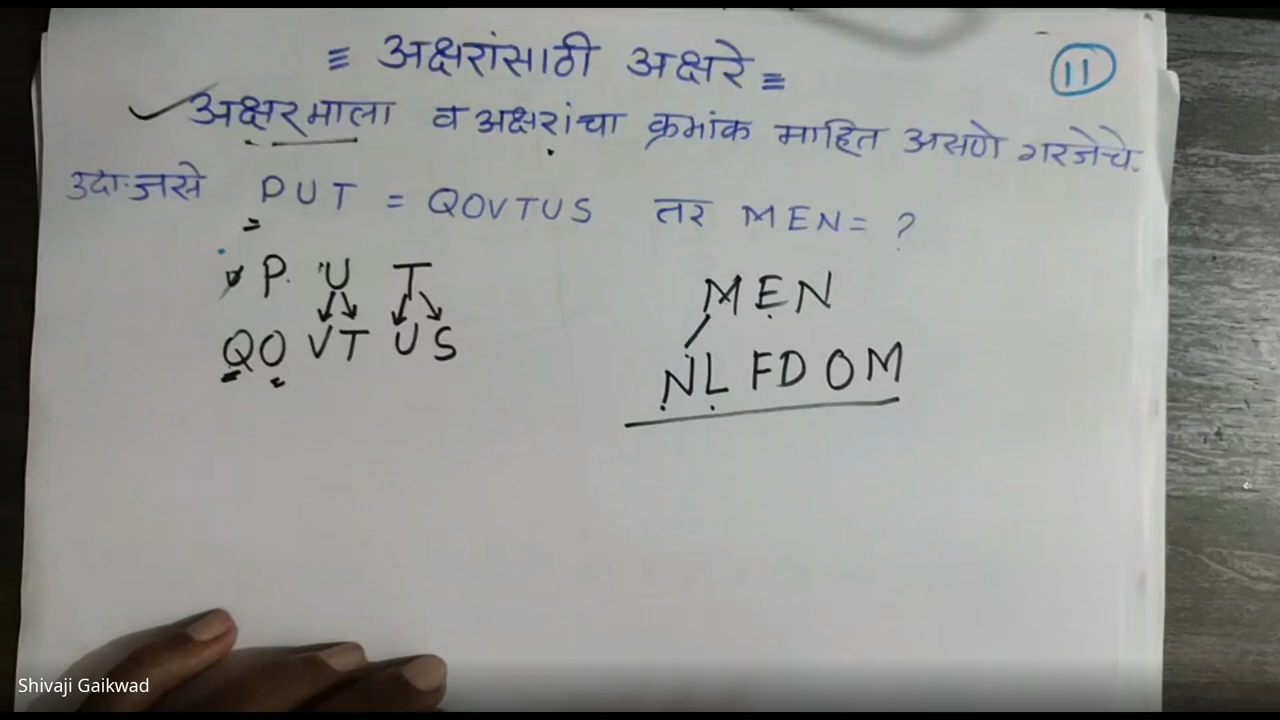 ≡ अक्षरांसाठी अक्षरे ≡
11
✓ अक्षरमाला व अक्षरांचा क्रमांक माहित असणे गरजेचे.
उदा. जसे PUT = QOVTUS तर MEN = ?
P U T
QO VT US
MEN
NL FD OM
Shivaji Gaikwad